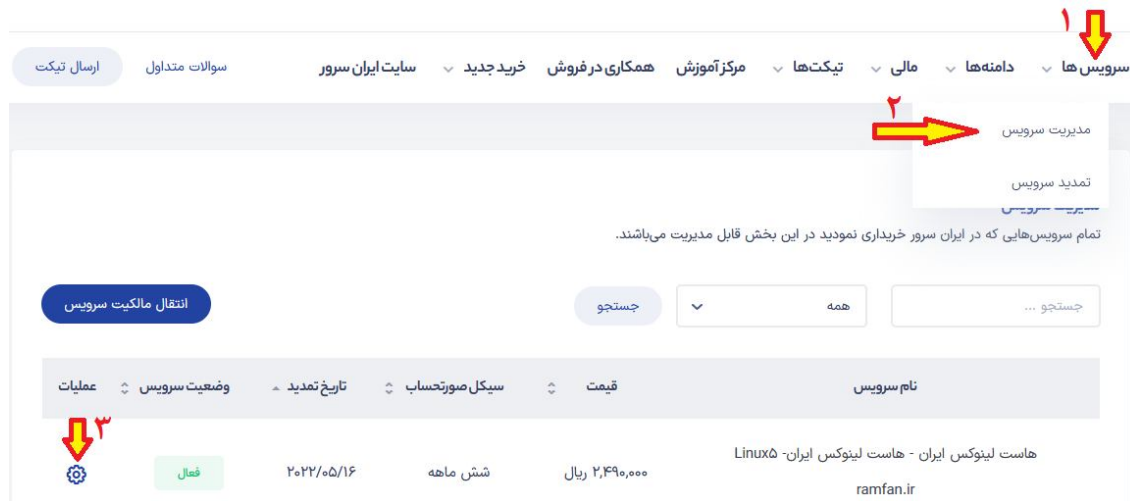 ۱
سرویس ها دامنه‌ها مالی تیکت‌ها مرکز آموزش همکاری در فروش خرید جدید سایت ایران سرور سوالات متداول ارسال تیکت
۲
مدیریت سرویس
تمدید سرویس
مدیریت سرویس
تمام سرویس‌هایی که در ایران سرور خریداری نمودید در این بخش قابل مدیریت می‌باشند.
جستجو ... همه جستجو انتقال مالکیت سرویس
نام سرویس قیمت سیکل صورتحساب تاریخ تمدید وضعیت سرویس عملیات
۳
هاست لینوکس ایران - هاست لینوکس ایران- Linux۵
ramfan.ir
۲,۴۹۰,۰۰۰ ریال شش ماهه ۲۰۲۲/۰۵/۱۶ فعال